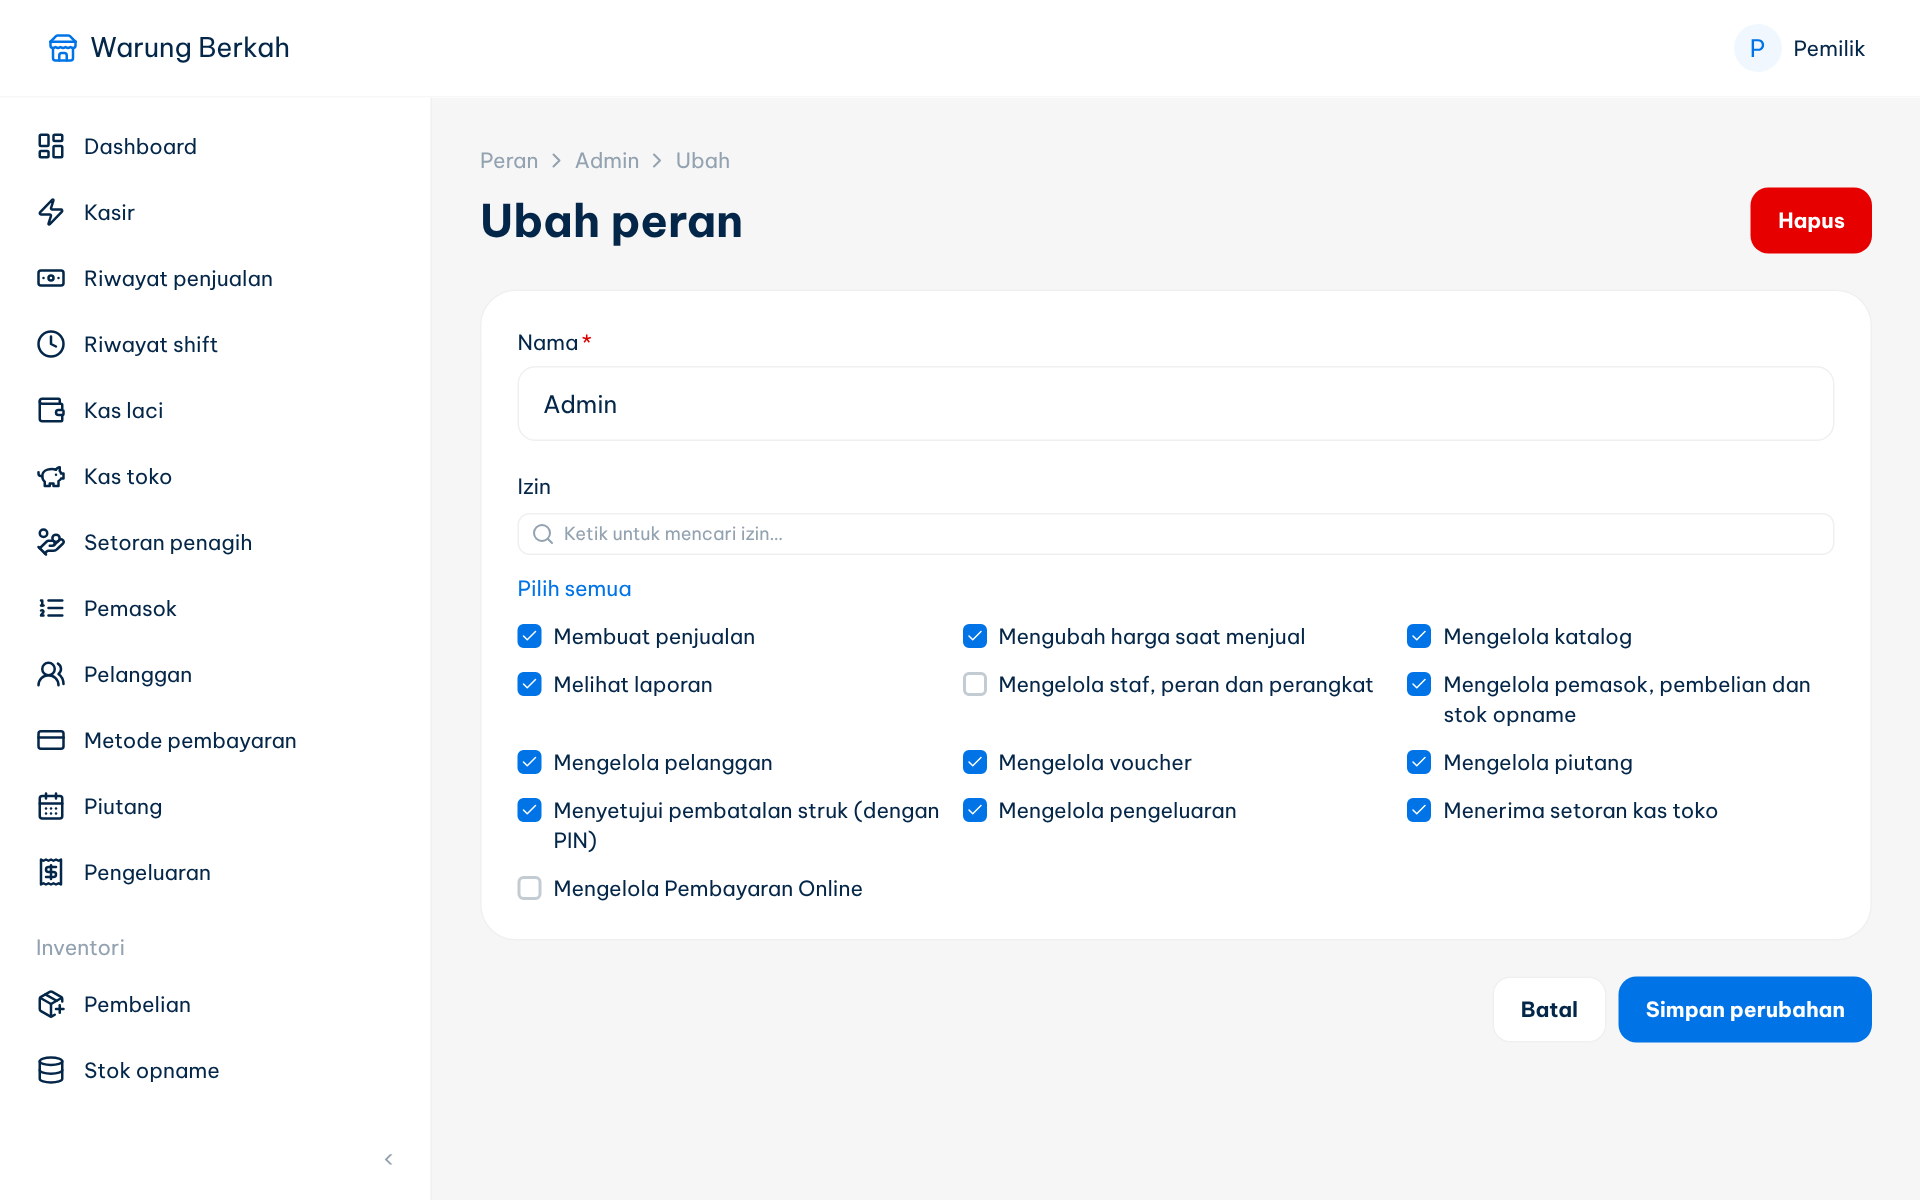 Warung Berkah
P Pemilik
Dashboard
Kasir
Riwayat penjualan
Riwayat shift
Kas laci
Kas toko
Setoran penagih
Pemasok
Pelanggan
Metode pembayaran
Piutang
Pengeluaran
Inventori
Pembelian
Stok opname
Peran Admin Ubah
Ubah peran
Hapus
Nama*
Admin
Izin
Ketik untuk mencari izin...
Pilih semua
Membuat penjualan
Mengubah harga saat menjual
Mengelola katalog
Melihat laporan
Mengelola staf, peran dan perangkat
Mengelola pemasok, pembelian dan
stok opname
Mengelola pelanggan
Mengelola voucher
Mengelola piutang
Menyetujui pembatalan struk (dengan
PIN)
Mengelola pengeluaran
Menerima setoran kas toko
Mengelola Pembayaran Online
Batal
Simpan perubahan